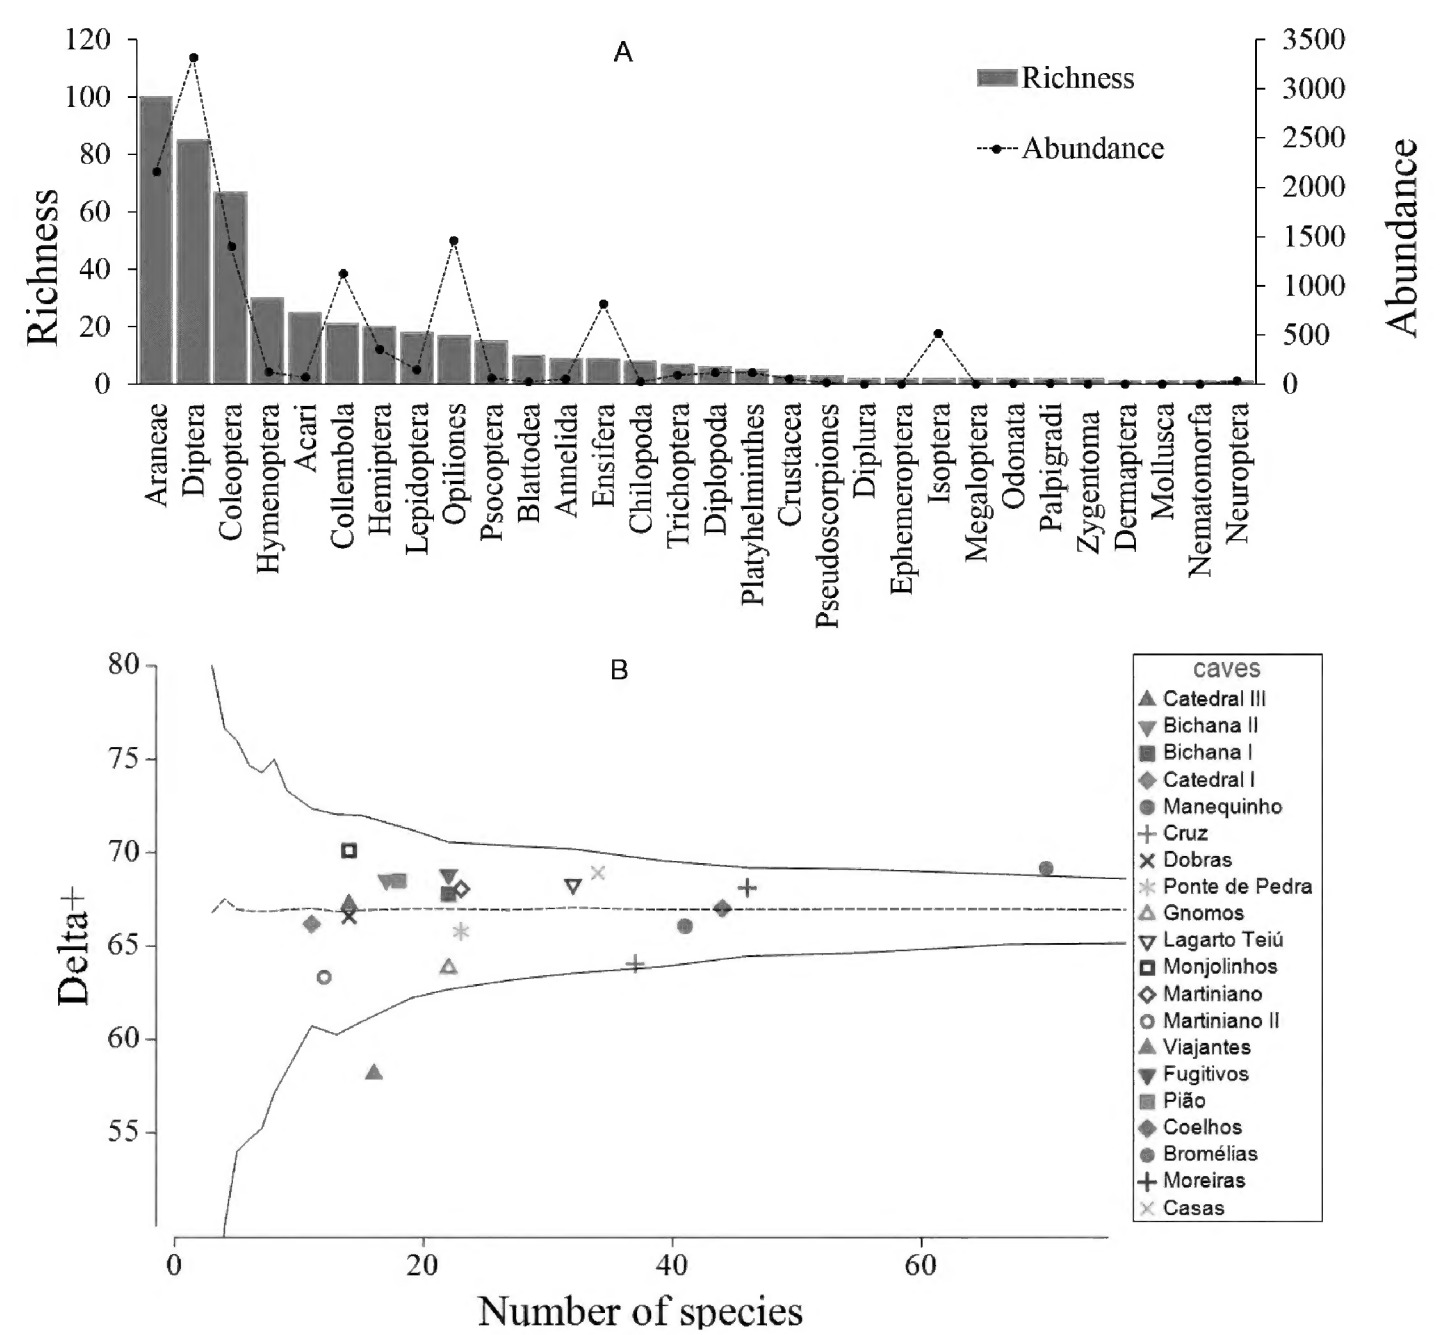 A
120
100
80
60
40
20
0
Richness
3500
3000
2500
2000
1500
1000
500
0
Abundance
Richness
Abundance
Araneae
Diptera
Coleoptera
Hymenoptera
Acari
Collembola
Hemiptera
Lepidoptera
Opiliones
Psocoptera
Blattodea
Annelida
Ensifera
Chilopoda
Trichoptera
Diplopoda
Platyhelminthes
Crustacea
Pseudoscorpiones
Diplura
Ephemeroptera
Isoptera
Megaloptera
Odonata
Palpigradi
Zygentoma
Dermaptera
Mollusca
Nematomorfa
Neuroptera
B
80
75
70
65
60
55
Delta+
0
20
40
60
Number of species
caves
Catedral III
Bichana II
Bichana I
Catedral I
Manequinho
Cruz
Dobras
Ponte de Pedra
Gnomos
Lagarto Teiú
Monjolinhos
Martiniano
Martiniano II
Viajantes
Fugitivos
Pião
Coelhos
Bromélias
Moreiras
Casas